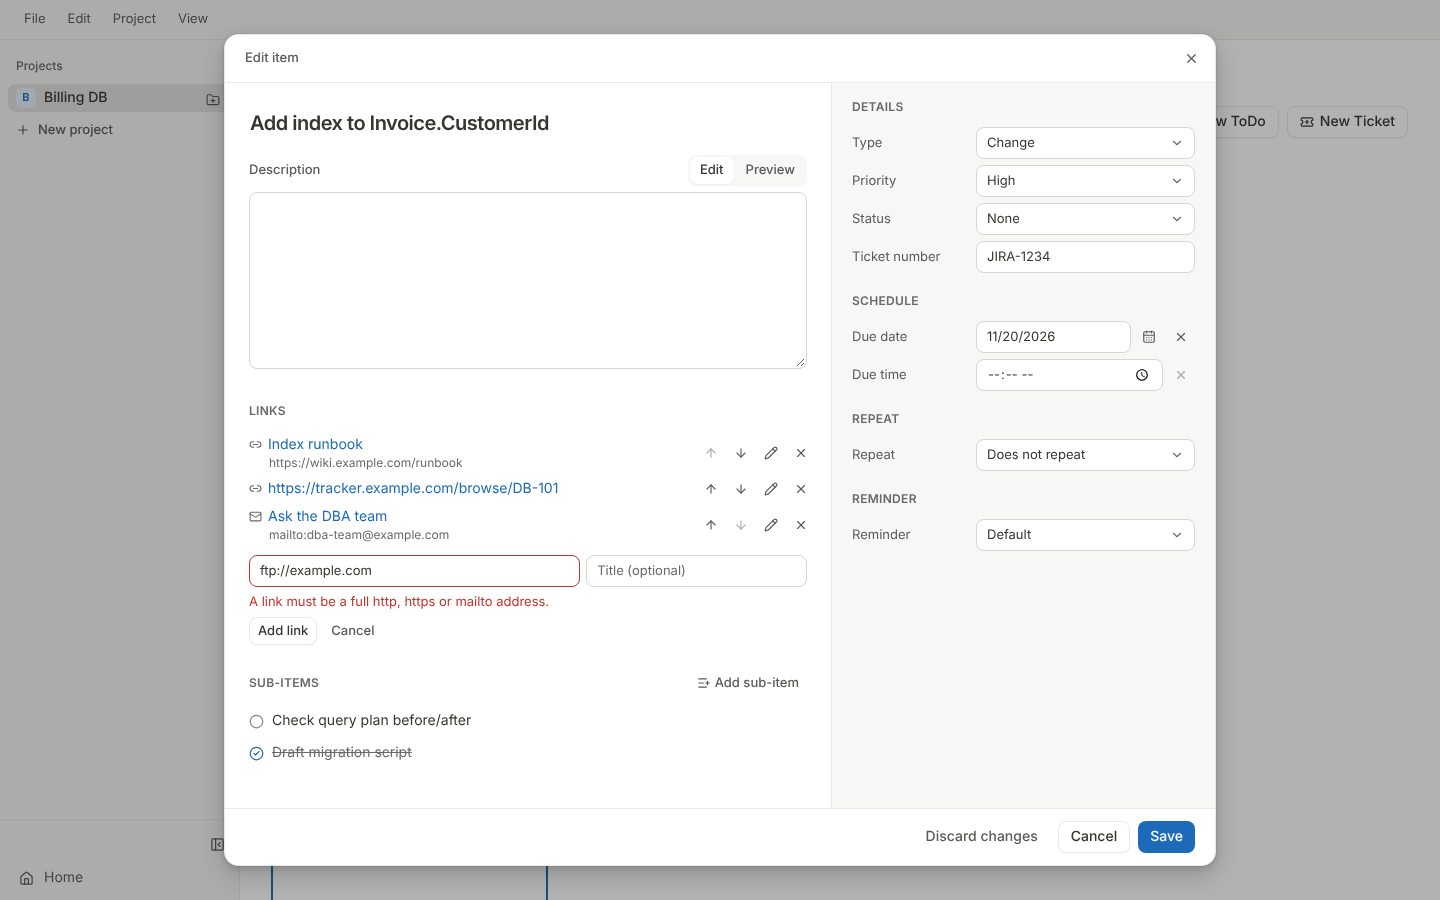 File Edit Project View
Projects
B Billing DB
New project
Home
w ToDo
New Ticket
Edit item
Add index to Invoice.CustomerId
Description
Edit Preview
LINKS
Index runbook
https://wiki.example.com/runbook
https://tracker.example.com/browse/DB-101
Ask the DBA team
mailto:dba-team@example.com
ftp://example.com
Title (optional)
A link must be a full http, https or mailto address.
Add link Cancel
SUB-ITEMS
Add sub-item
Check query plan before/after
Draft migration script
DETAILS
Type Change
Priority High
Status None
Ticket number JIRA-1234
SCHEDULE
Due date 11/20/2026
Due time --:-- --
REPEAT
Repeat Does not repeat
REMINDER
Reminder Default
Discard changes Cancel Save